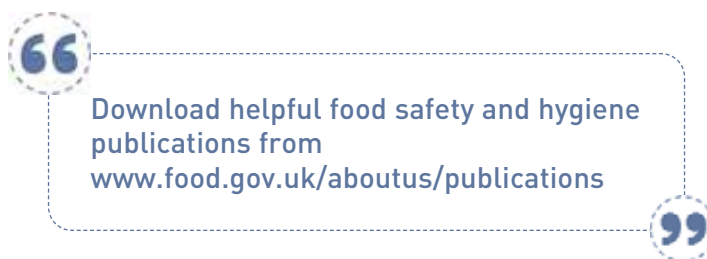 “
Download helpful food safety and hygiene
publications from
www.food.gov.uk/aboutus/publications
”